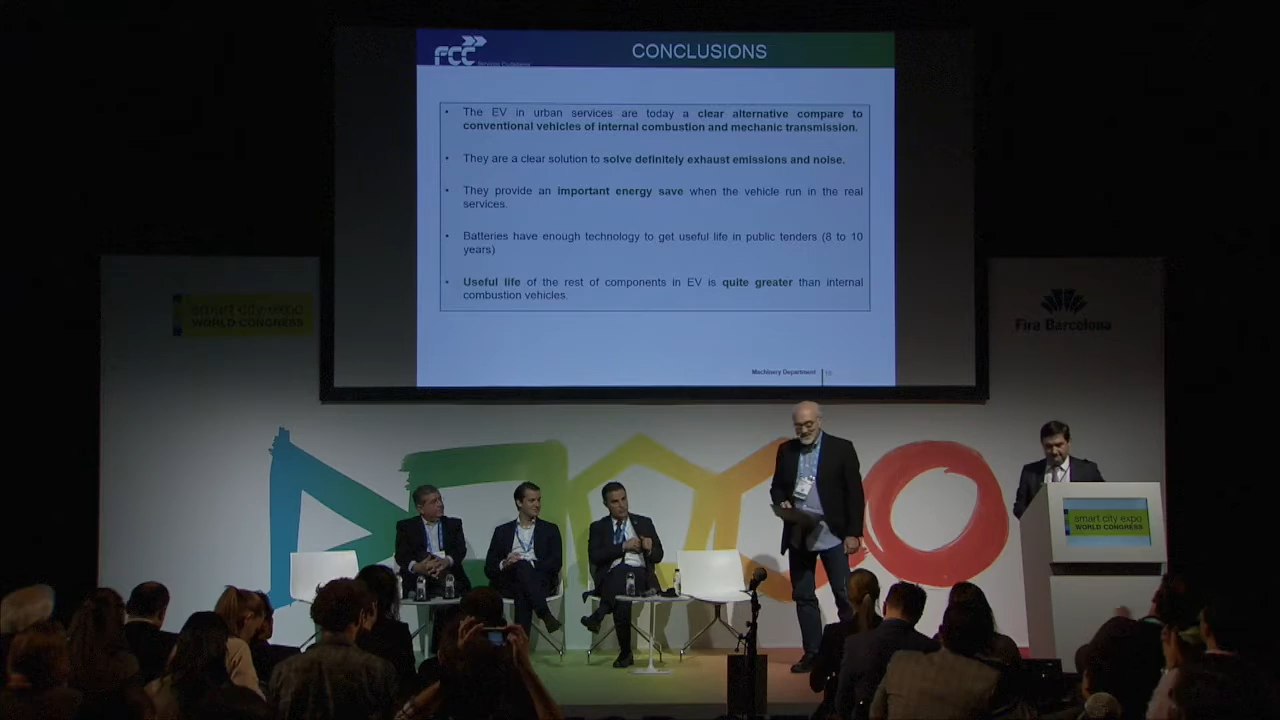 FCC
CONCLUSIONS
• The EV in urban services are today a clear alternative compare to
conventional vehicles of internal combustion and mechanic transmission.
• They are a clear solution to solve definitely exhaust emissions and noise.
• They provide an important energy save when the vehicle run in the real
services.
• Batteries have enough technology to get useful life in public tenders (8 to 10
years)
• Useful life of the rest of components in EV is quite greater than internal
combustion vehicles.
Machinery Department
smart city expo
WORLD CONGRESS
Fira Barcelona
smart city expo
WORLD CONGRESS